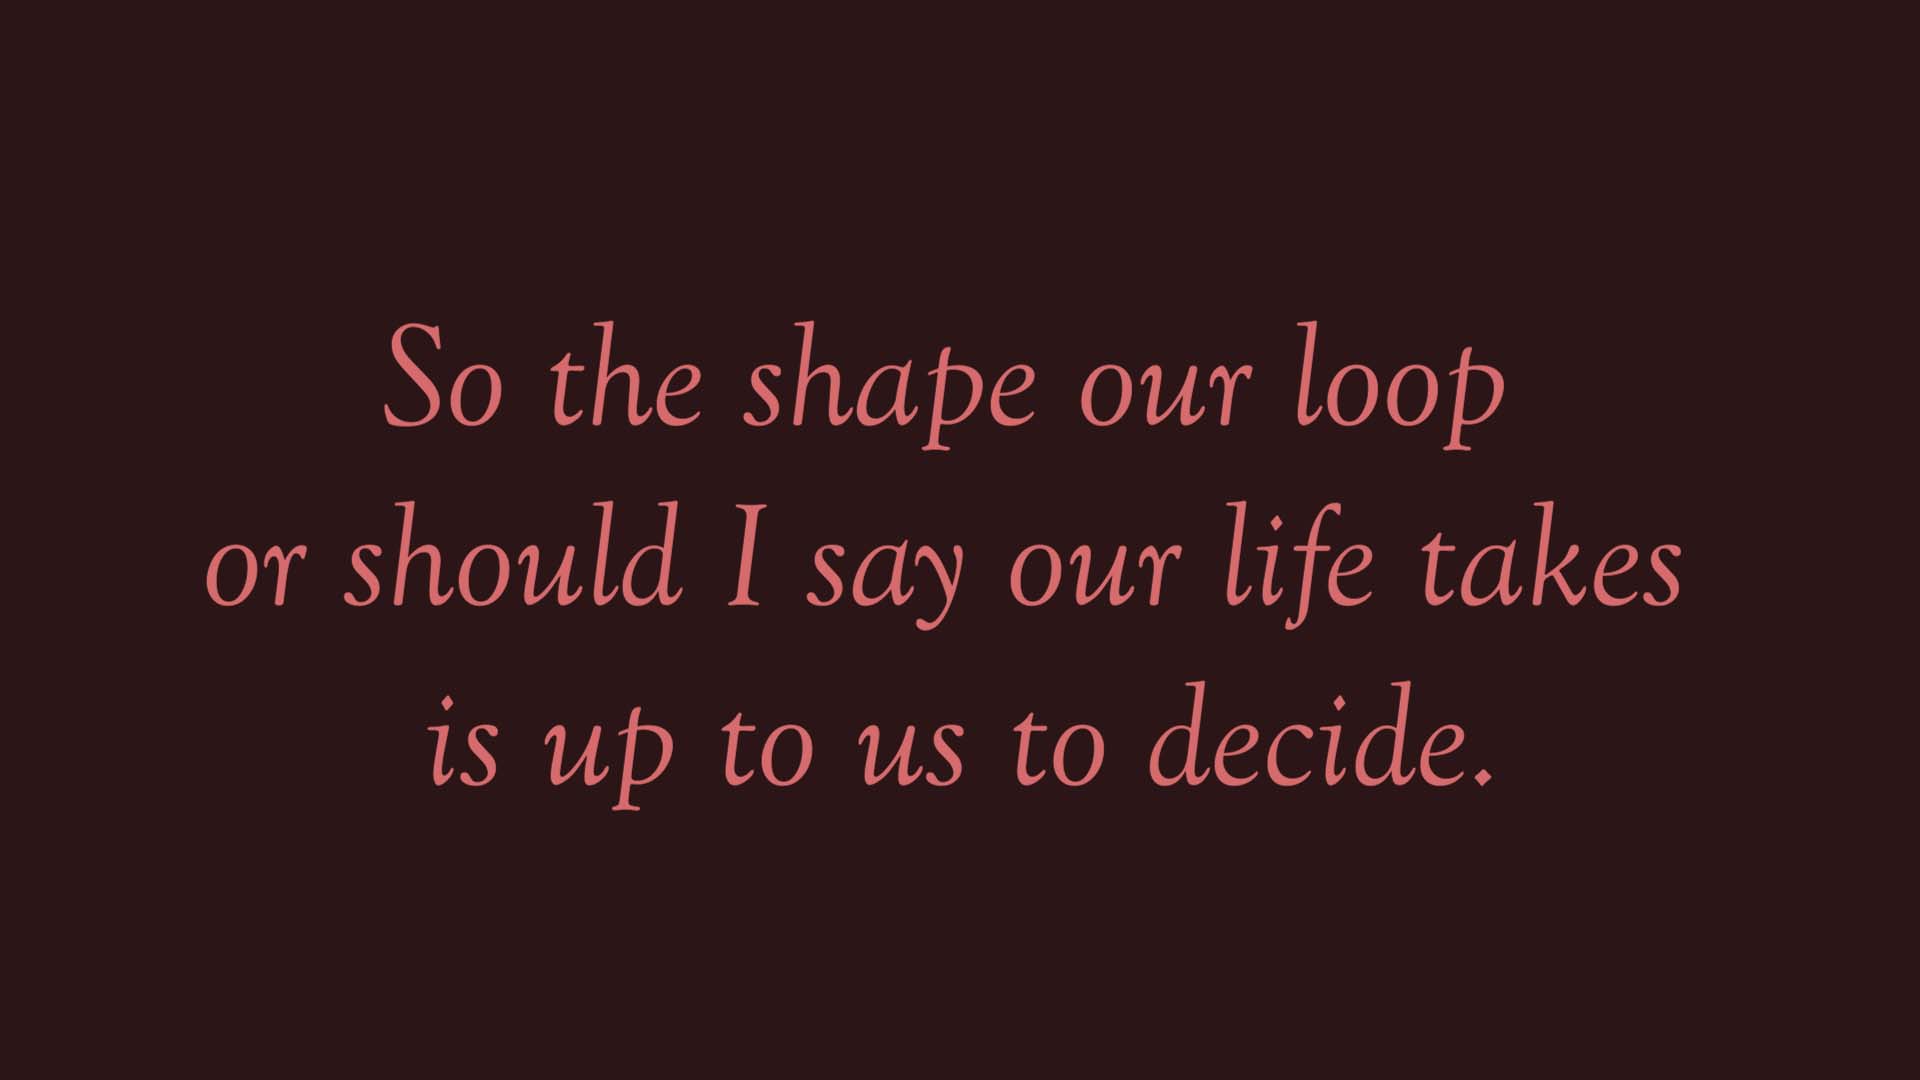 So the shape our loop
or should I say our life takes
is up to us to decide.